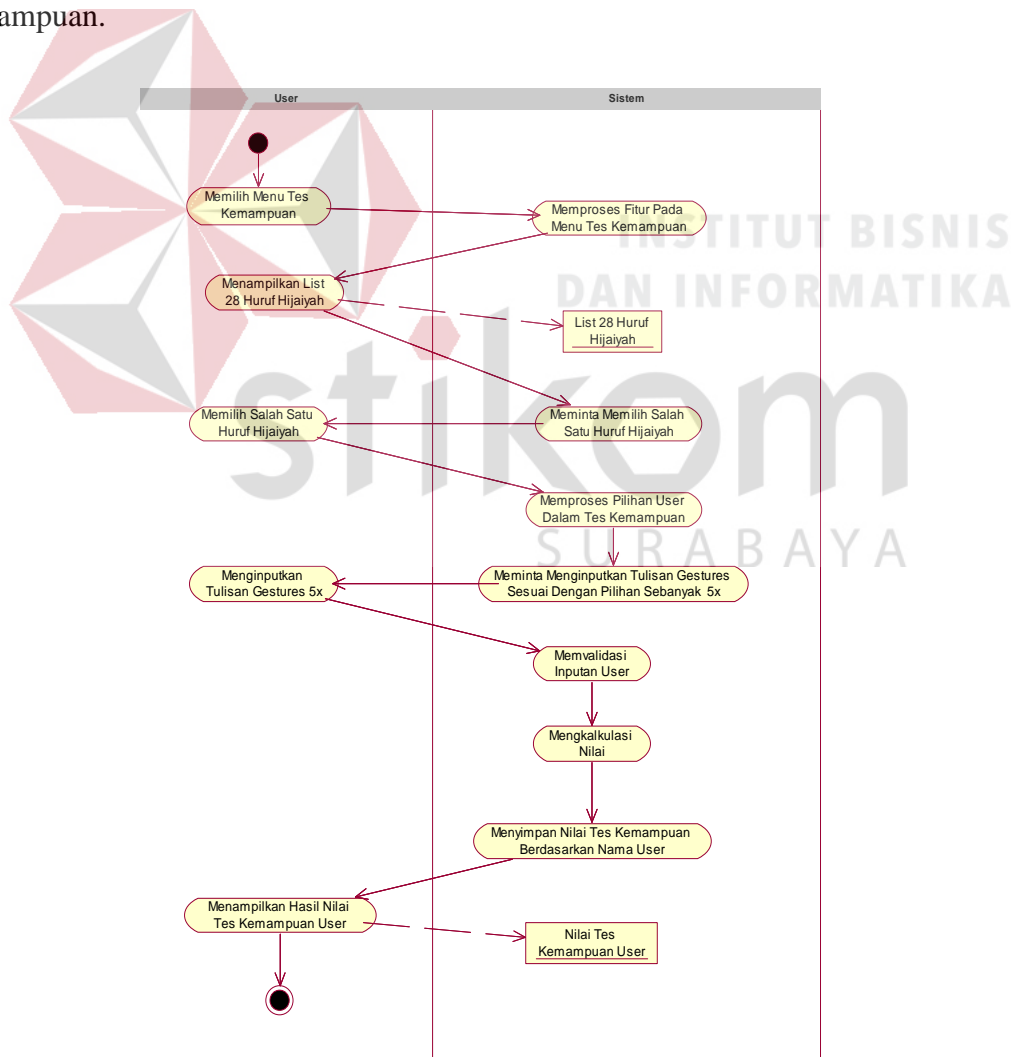 ampuan.
User
Sistem
Memilih Menu Tes
Kemampuan
Memproses Fitur Pada
Menu Tes Kemampuan
INSTITUT BISNIS
DAN INFORMATIKA
Menampilkan List
28 Huruf Hijaiyah
List 28 Huruf
Hijaiyah
stikom
Memilih Salah Satu
Huruf Hijaiyah
Meminta Memilih Salah
Satu Huruf Hijaiyah
Memproses Pilihan User
Dalam Tes Kemampuan
SURABAYA
Menginputkan
Tulisan Gestures 5x
Meminta Menginputkan Tulisan Gestures
Sesuai Dengan Pilihan Sebanyak 5x
Memvalidasi
Inputan User
Mengkalkulasi
Nilai
Menyimpan Nilai Tes Kemampuan
Berdasarkan Nama User
Menampilkan Hasil Nilai
Tes Kemampuan User
Nilai Tes
Kemampuan User